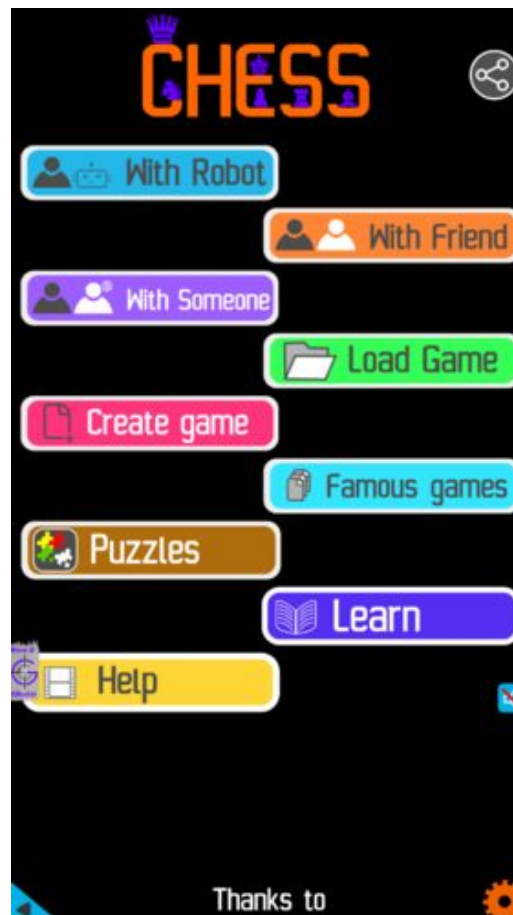 CHESS
With Robot
With Friend
With Someone
Load Game
Create game
Famous games
Puzzles
Learn
Help
Thanks to